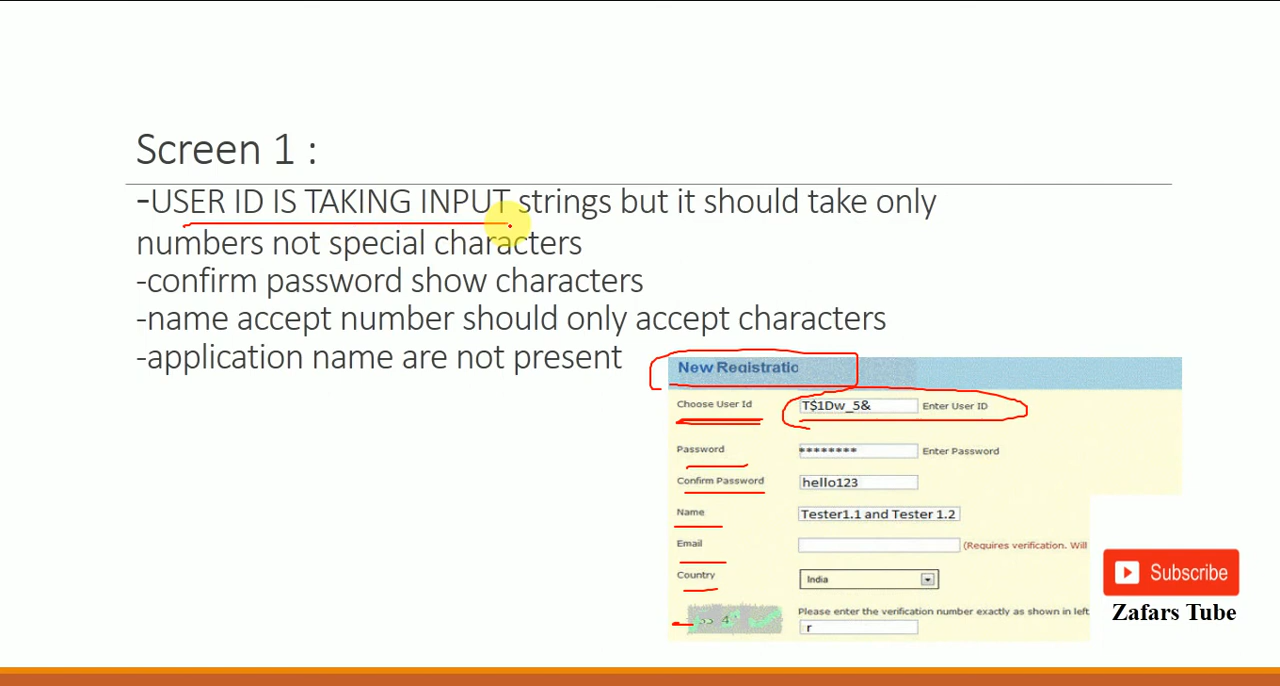 Screen 1 :
-USER ID IS TAKING INPUT strings but it should take only
numbers not special characters
-confirm password show characters
-name accept number should only accept characters
-application name are not present
New Registratio
Choose User Id T$1Dw_5& Enter User ID
Password ******** Enter Password
Confirm Password hello123
Name Tester1.1 and Tester 1.2
Email (Requires verification. Will
Country India
Please enter the verification number exactly as shown in left
r
Subscribe
Zafars Tube